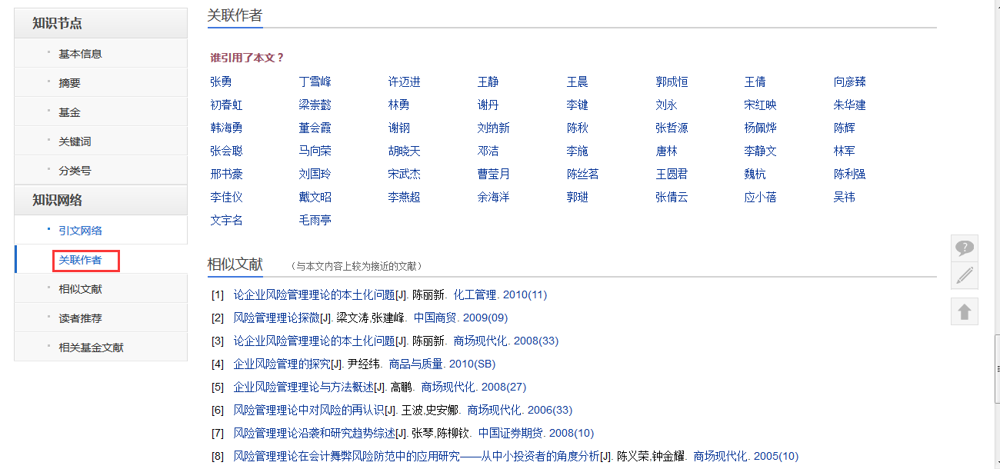 知识节点
基本信息
摘要
基金
关键词
分类号
知识网络
引文网络
关联作者
相似文献
读者推荐
相关基金文献
关联作者
谁引用了本文？
张勇 丁雪峰 许迈进 王静 王晨 郭成恒 王倩 向彦臻
初春虹 梁崇懿 林勇 谢丹 李键 刘永 宋红映 朱华建
韩海勇 董会霞 谢钢 刘纳新 陈秋 张哲源 杨佩烨 陈辉
张会聪 马向荣 胡晓天 邓洁 李施 唐林 李静文 林军
邢书豪 刘国玲 宋武杰 曹莹月 陈丝茗 王圆君 魏杭 陈利强
李佳仪 戴文昭 李燕超 余海洋 郭琎 张倩云 应小蓓 吴祎
文宇名 毛雨亭
相似文献 （与本文内容上较为接近的文献）
[1] 论企业风险管理理论的本土化问题[J]. 陈丽新. 化工管理. 2010(11)
[2] 风险管理理论探微[J]. 梁文涛,张建峰. 中国商贸. 2009(09)
[3] 论企业风险管理理论的本土化问题[J]. 陈丽新. 商场现代化. 2008(33)
[4] 企业风险管理的探究[J]. 尹经纬. 商品与质量. 2010(SB)
[5] 企业风险管理理论与方法概述[J]. 高鹏. 商场现代化. 2008(27)
[6] 风险管理理论中对风险的再认识[J]. 王波,史安娜. 商场现代化. 2006(33)
[7] 风险管理理论沿袭和研究趋势综述[J]. 张琴,陈柳钦. 中国证券期货. 2008(10)
[8] 风险管理理论在会计舞弊风险防范中的应用研究——从中小投资者的角度分析[J]. 陈义荣,钟金耀. 商场现代化. 2005(10)